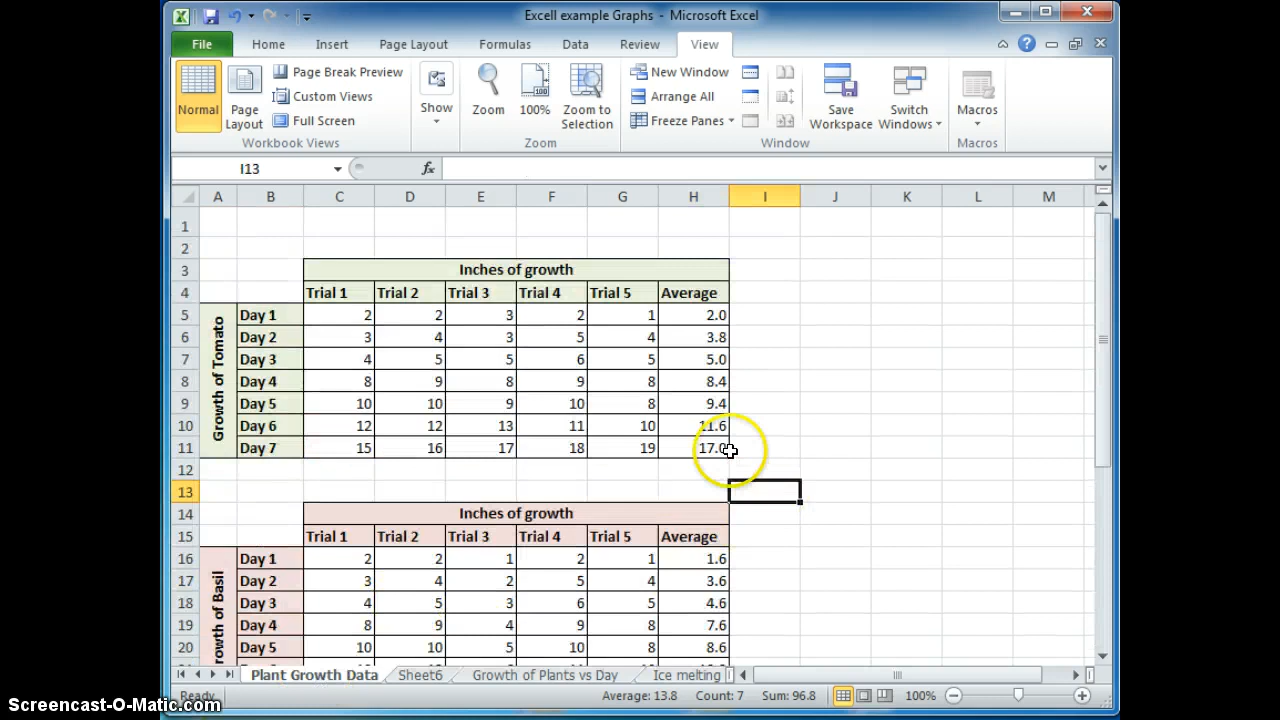 Excell example Graphs - Microsoft Excel
File Home Insert Page Layout Formulas Data Review View
Normal
Page Layout
Page Break Preview
Custom Views
Full Screen
Workbook Views
Show
Zoom
100%
Zoom to Selection
Zoom
New Window
Arrange All
Freeze Panes
Save Workspace
Switch Windows
Window
Macros
Macros
I13 fx
A B C D E F G H I J K L M
1
2
3 Inches of growth
4 Trial 1 Trial 2 Trial 3 Trial 4 Trial 5 Average
Growth of Tomato
5 Day 1 2 2 3 2 1 2.0
6 Day 2 3 4 3 5 4 3.8
7 Day 3 4 5 5 6 5 5.0
8 Day 4 8 9 8 9 8 8.4
9 Day 5 10 10 9 10 8 9.4
10 Day 6 12 12 13 11 10 11.6
11 Day 7 15 16 17 18 19 17.0
12
13
14 Inches of growth
15 Trial 1 Trial 2 Trial 3 Trial 4 Trial 5 Average
of Basil
16 Day 1 2 2 1 2 1 1.6
17 Day 2 3 4 2 5 4 3.6
18 Day 3 4 5 3 6 5 4.6
19 Day 4 8 9 4 9 8 7.6
20 Day 5 10 10 5 10 8 8.6
Plant Growth Data Sheet6 Growth of Plants vs Day Ice melting
Ready Average: 13.8 Count: 7 Sum: 96.8 100%
Screencast-O-Matic.com